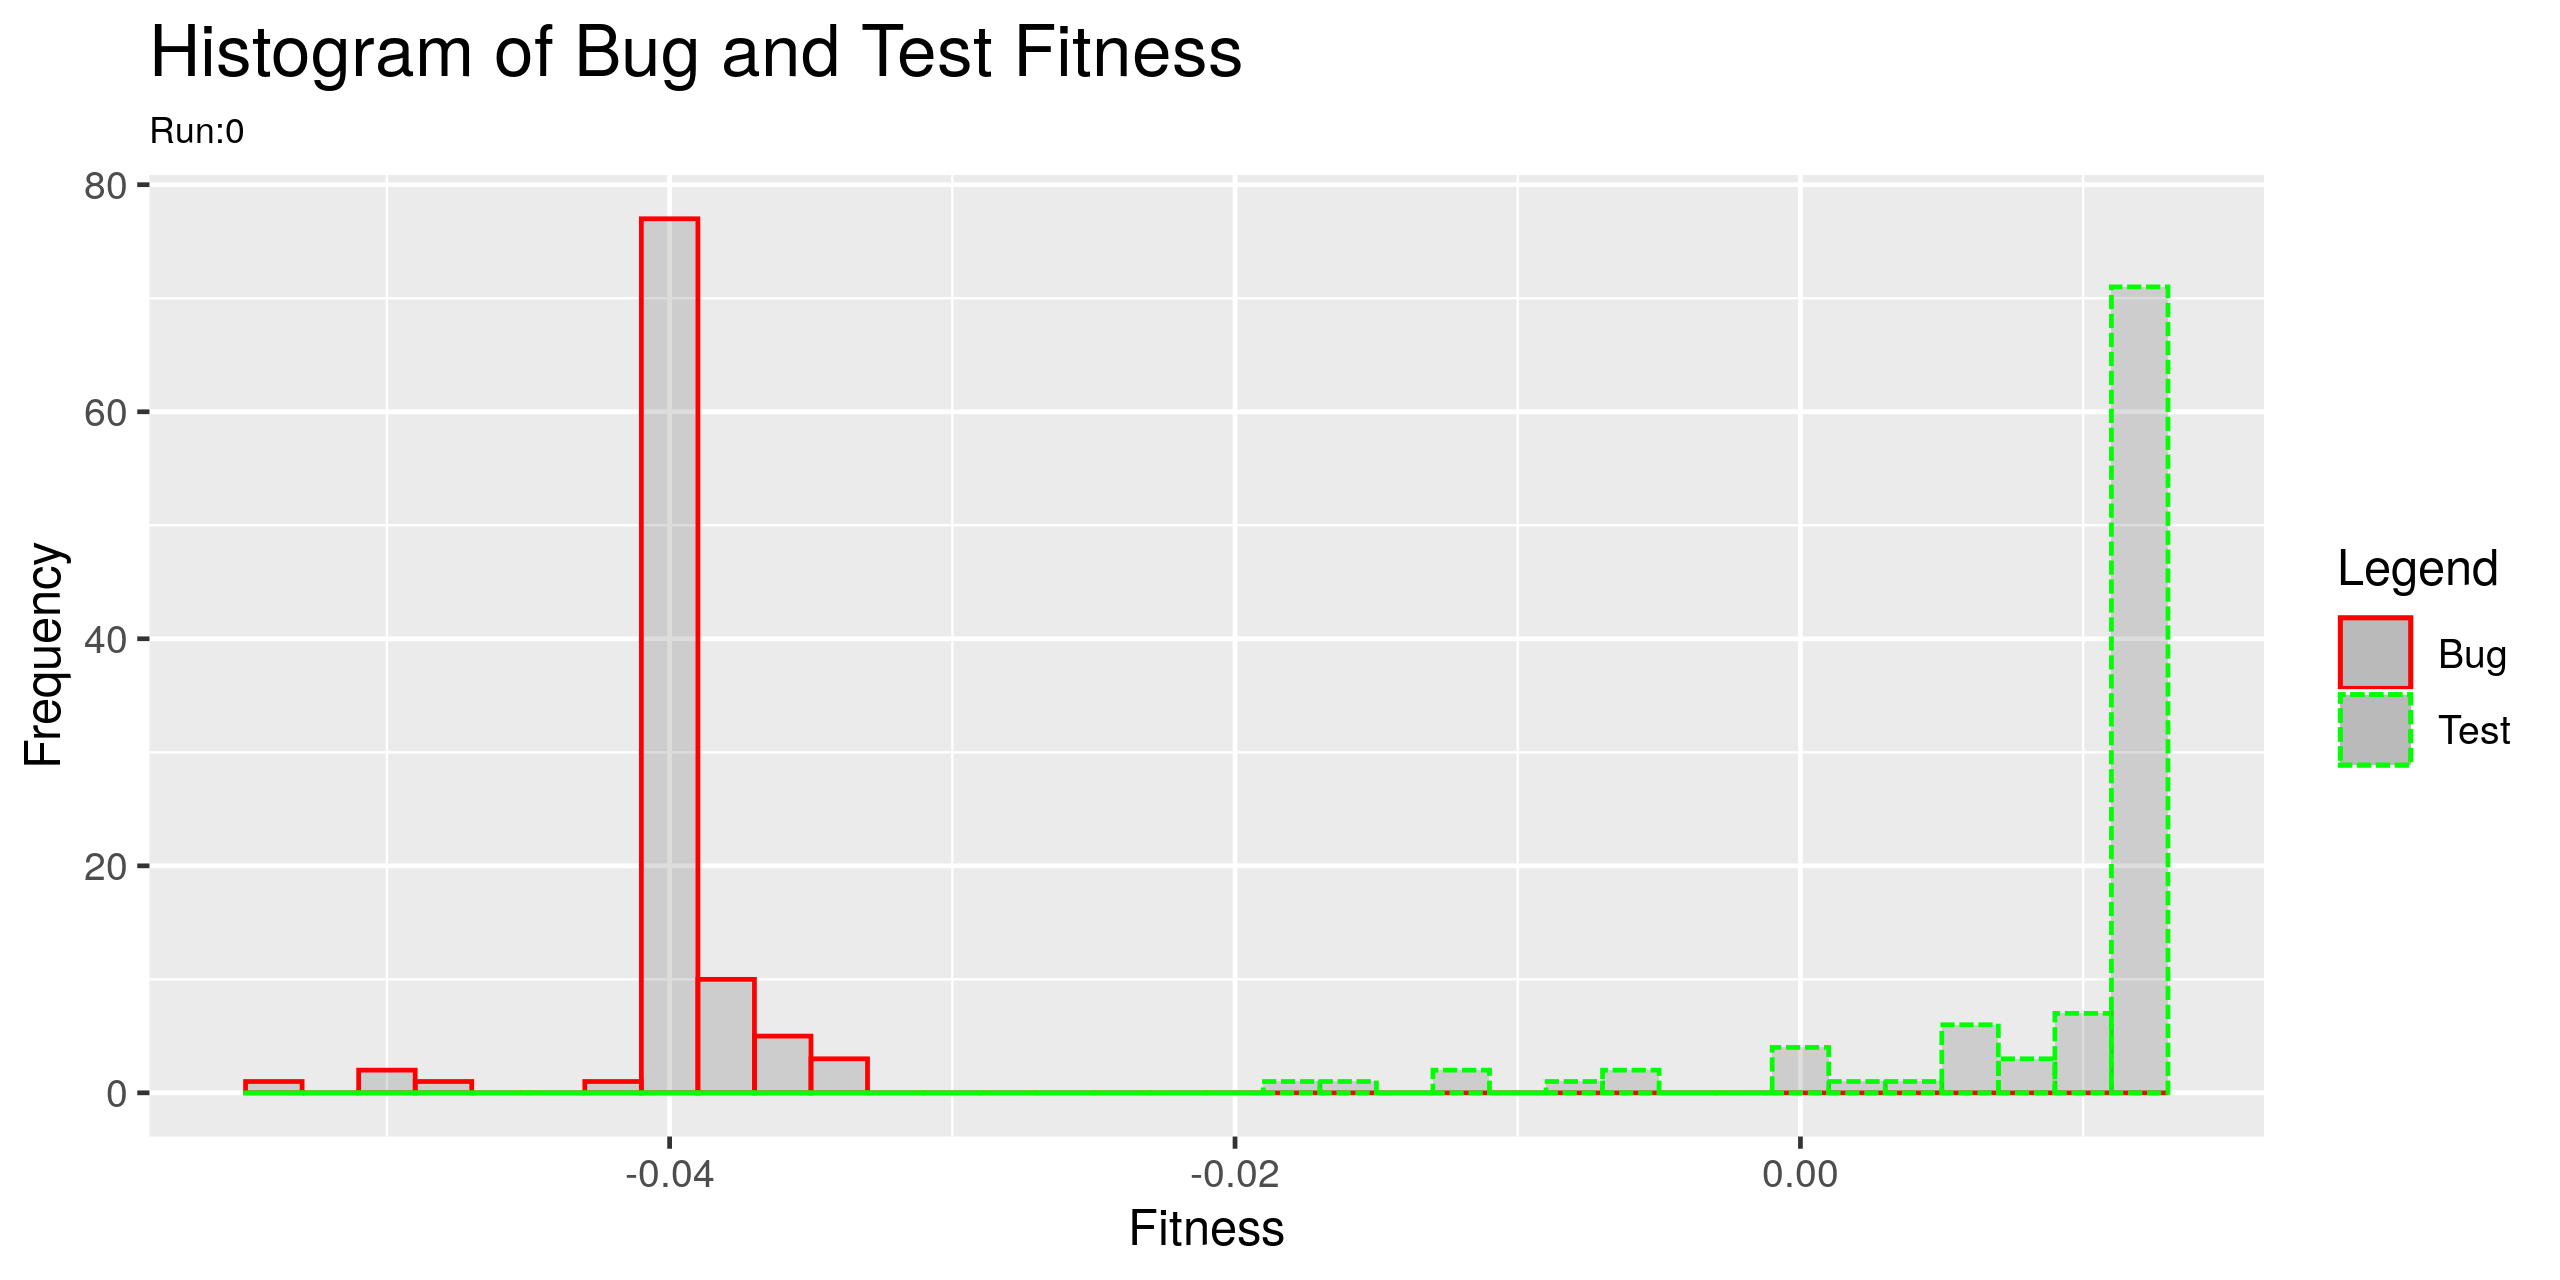 Histogram of Bug and Test Fitness
Run:0
80
60
40
20
0
Frequency
-0.04 -0.02 0.00
Fitness
Legend
Bug
Test